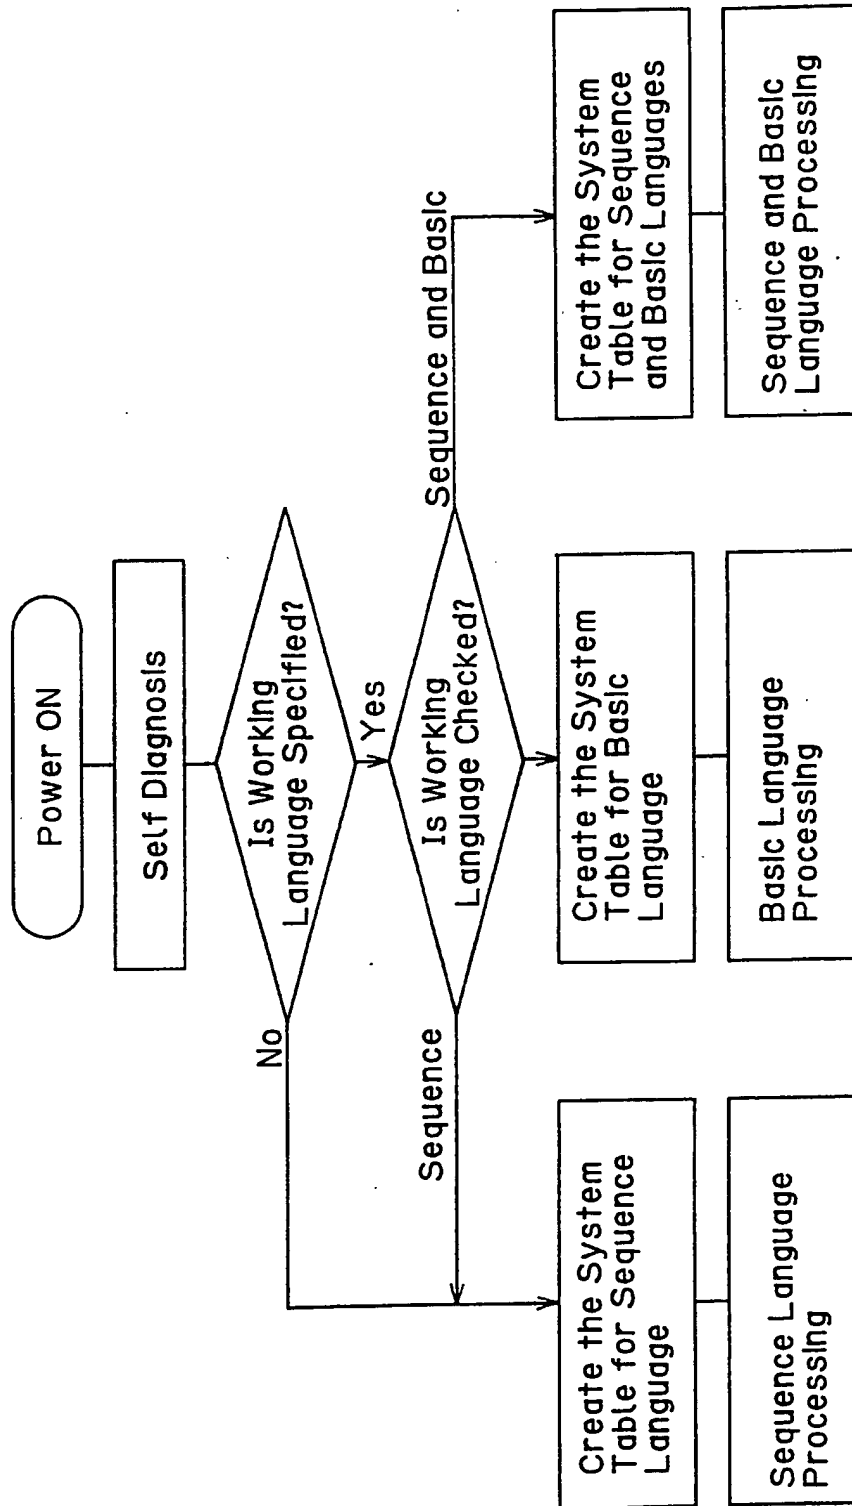 Power ON
Self Diagnosis
Is Working
Language Specified?
No
Yes
Is Working
Language Checked?
Sequence
Sequence and Basic
Create the System
Table for Sequence
Language
Create the System
Table for Basic
Language
Create the System
Table for Sequence
and Basic Languages
Sequence Language
Processing
Basic Language
Processing
Sequence and Basic
Language Processing